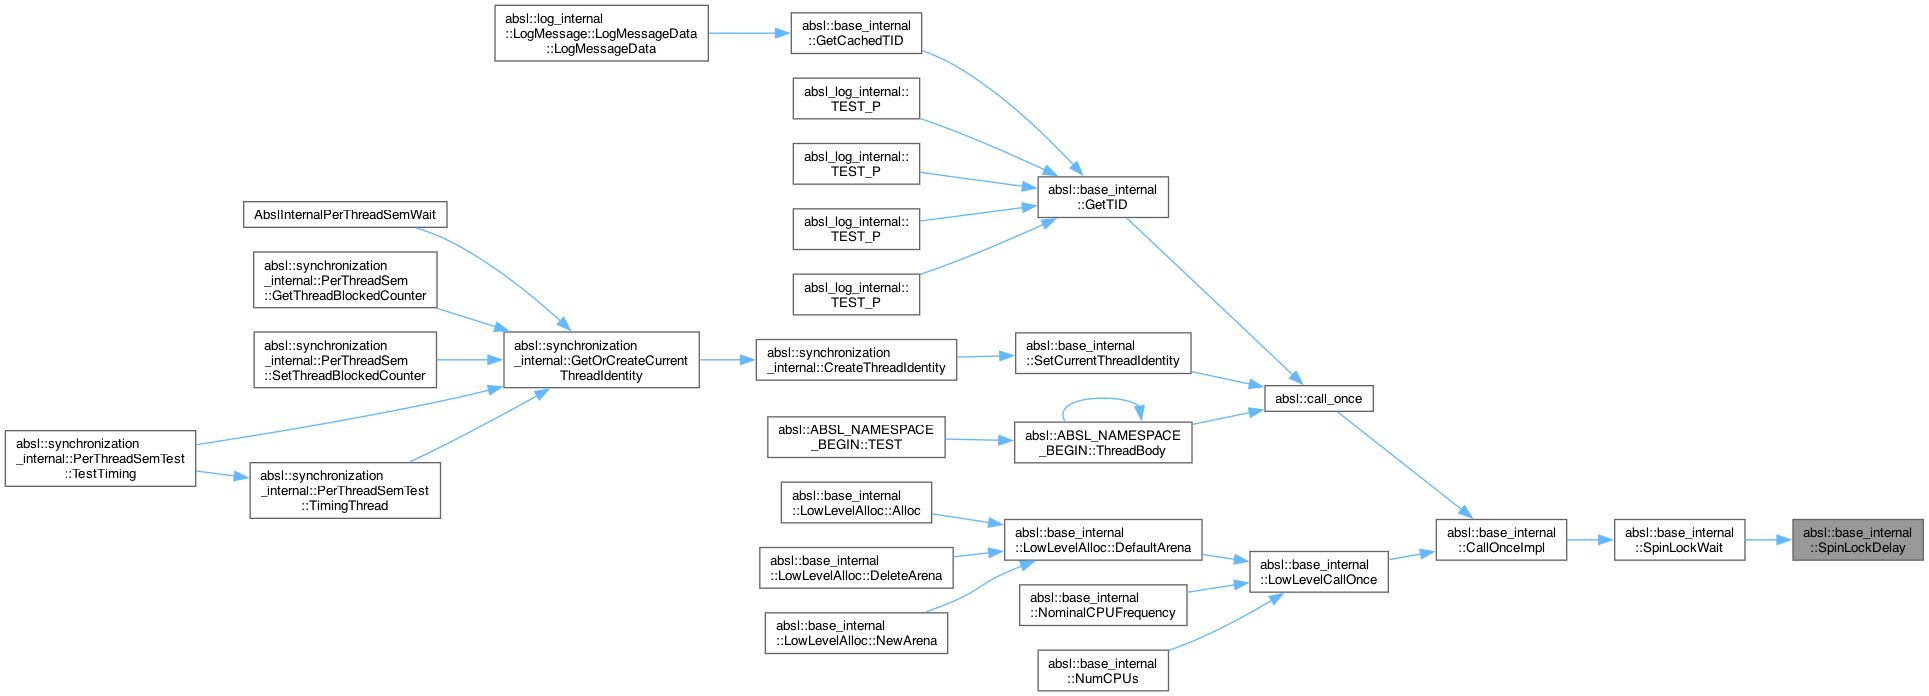 absl::log_internal
::LogMessage::LogMessageData
::LogMessageData
absl::base_internal
::GetCachedTID
absl_log_internal::
TEST_P
absl_log_internal::
TEST_P
absl_log_internal::
TEST_P
absl_log_internal::
TEST_P
absl::base_internal
::GetTID
AbslInternalPerThreadSemWait
absl::synchronization
_internal::PerThreadSem
::GetThreadBlockedCounter
absl::synchronization
_internal::PerThreadSem
::SetThreadBlockedCounter
absl::synchronization
_internal::GetOrCreateCurrent
ThreadIdentity
absl::synchronization
_internal::CreateThreadIdentity
absl::base_internal
::SetCurrentThreadIdentity
absl::call_once
absl::ABSL_NAMESPACE
_BEGIN::TEST
absl::ABSL_NAMESPACE
_BEGIN::ThreadBody
absl::synchronization
_internal::PerThreadSemTest
::TestTiming
absl::synchronization
_internal::PerThreadSemTest
::TimingThread
absl::base_internal
::LowLevelAlloc::Alloc
absl::base_internal
::LowLevelAlloc::DeleteArena
absl::base_internal
::LowLevelAlloc::NewArena
absl::base_internal
::LowLevelAlloc::DefaultArena
absl::base_internal
::NominalCPUFrequency
absl::base_internal
::NumCPUs
absl::base_internal
::LowLevelCallOnce
absl::base_internal
::CallOnceImpl
absl::base_internal
::SpinLockWait
absl::base_internal
::SpinLockDelay